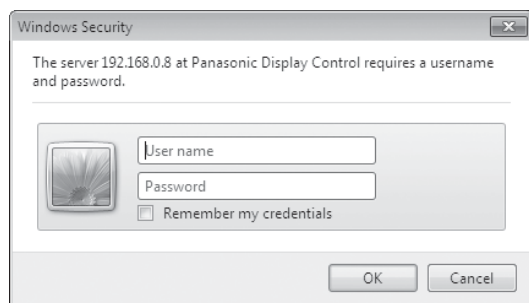 Windows Security
The server 192.168.0.8 at Panasonic Display Control requires a username
and password.
User name
Password
Remember my credentials
OK
Cancel